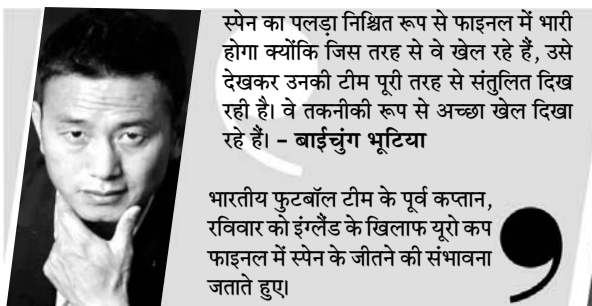 स्पेन का पलड़ा निश्चित रूप से फाइनल में भारी
होगा क्योंकि जिस तरह से वे खेल रहे हैं, उसे
देखकर उनकी टीम पूरी तरह से संतुलित दिख
रही है। वे तकनीकी रूप से अच्छा खेल दिखा
रहे हैं। – बाईचुंग भूटिया
भारतीय फुटबॉल टीम के पूर्व कप्तान,
रविवार को इंग्लैंड के खिलाफ यूरो कप
फाइनल में स्पेन के जीतने की संभावना
जताते हुए।